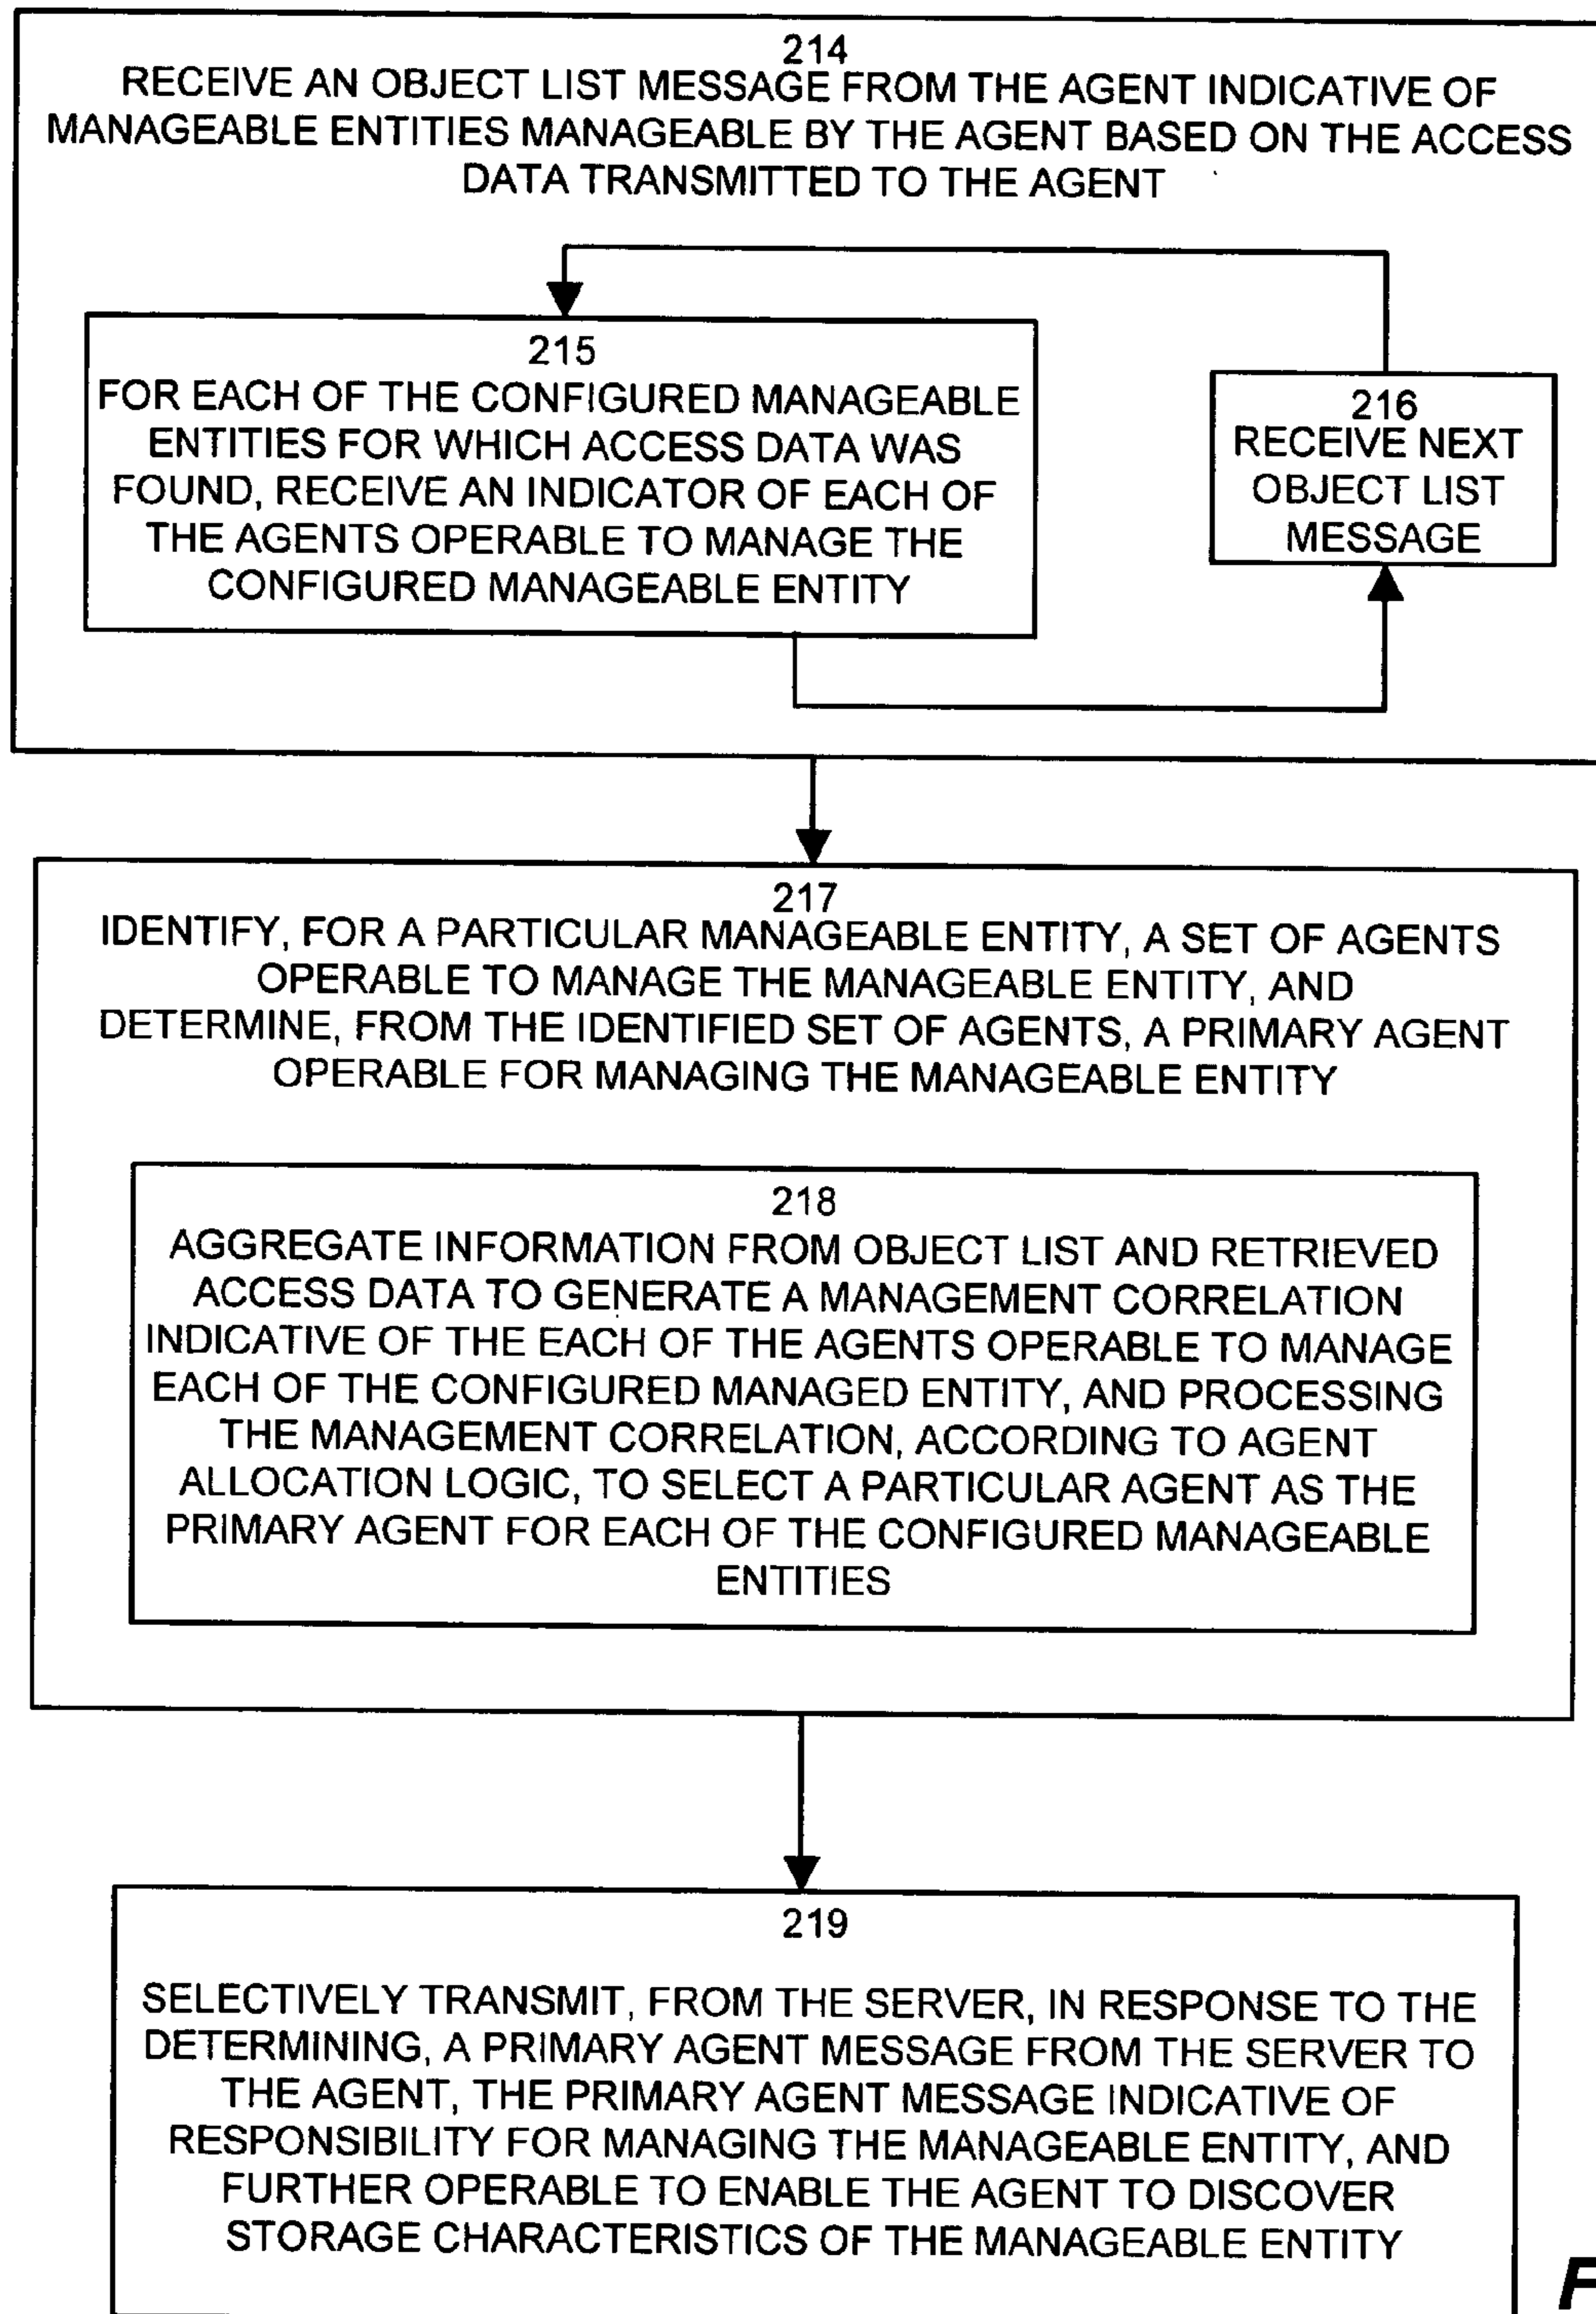 214
RECEIVE AN OBJECT LIST MESSAGE FROM THE AGENT INDICATIVE OF
MANAGEABLE ENTITIES MANAGEABLE BY THE AGENT BASED ON THE ACCESS
DATA TRANSMITTED TO THE AGENT
215
FOR EACH OF THE CONFIGURED MANAGEABLE
ENTITIES FOR WHICH ACCESS DATA WAS
FOUND, RECEIVE AN INDICATOR OF EACH OF
THE AGENTS OPERABLE TO MANAGE THE
CONFIGURED MANAGEABLE ENTITY
216
RECEIVE NEXT
OBJECT LIST
MESSAGE
217
IDENTIFY, FOR A PARTICULAR MANAGEABLE ENTITY, A SET OF AGENTS
OPERABLE TO MANAGE THE MANAGEABLE ENTITY, AND
DETERMINE, FROM THE IDENTIFIED SET OF AGENTS, A PRIMARY AGENT
OPERABLE FOR MANAGING THE MANAGEABLE ENTITY
218
AGGREGATE INFORMATION FROM OBJECT LIST AND RETRIEVED
ACCESS DATA TO GENERATE A MANAGEMENT CORRELATION
INDICATIVE OF THE EACH OF THE AGENTS OPERABLE TO MANAGE
EACH OF THE CONFIGURED MANAGED ENTITY, AND PROCESSING
THE MANAGEMENT CORRELATION, ACCORDING TO AGENT
ALLOCATION LOGIC, TO SELECT A PARTICULAR AGENT AS THE
PRIMARY AGENT FOR EACH OF THE CONFIGURED MANAGEABLE
ENTITIES
219
SELECTIVELY TRANSMIT, FROM THE SERVER, IN RESPONSE TO THE
DETERMINING, A PRIMARY AGENT MESSAGE FROM THE SERVER TO
THE AGENT, THE PRIMARY AGENT MESSAGE INDICATIVE OF
RESPONSIBILITY FOR MANAGING THE MANAGEABLE ENTITY, AND
FURTHER OPERABLE TO ENABLE THE AGENT TO DISCOVER
STORAGE CHARACTERISTICS OF THE MANAGEABLE ENTITY